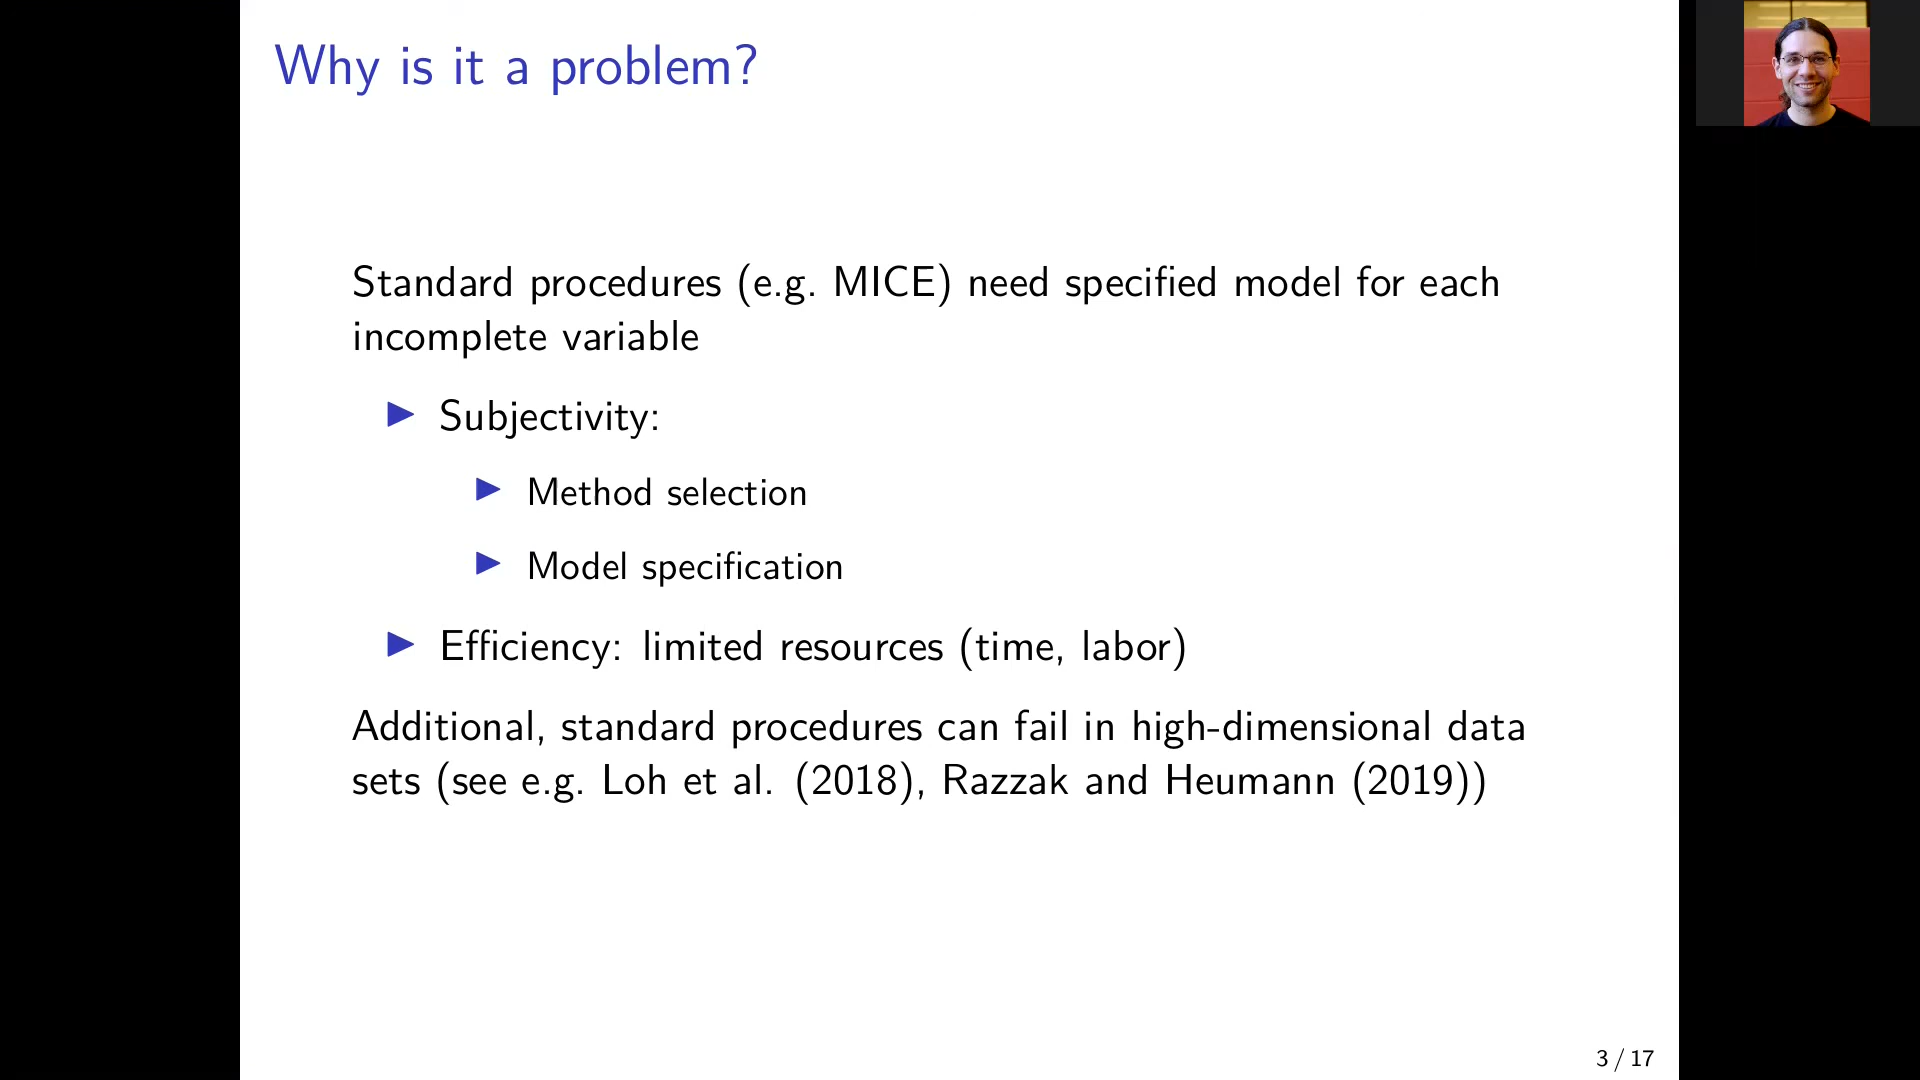 Why is it a problem?
Standard procedures (e.g. MICE) need specified model for each
incomplete variable
Subjectivity:
Method selection
Model specification
Efficiency: limited resources (time, labor)
Additional, standard procedures can fail in high-dimensional data
sets (see e.g. Loh et al. (2018), Razzak and Heumann (2019))
3 / 17